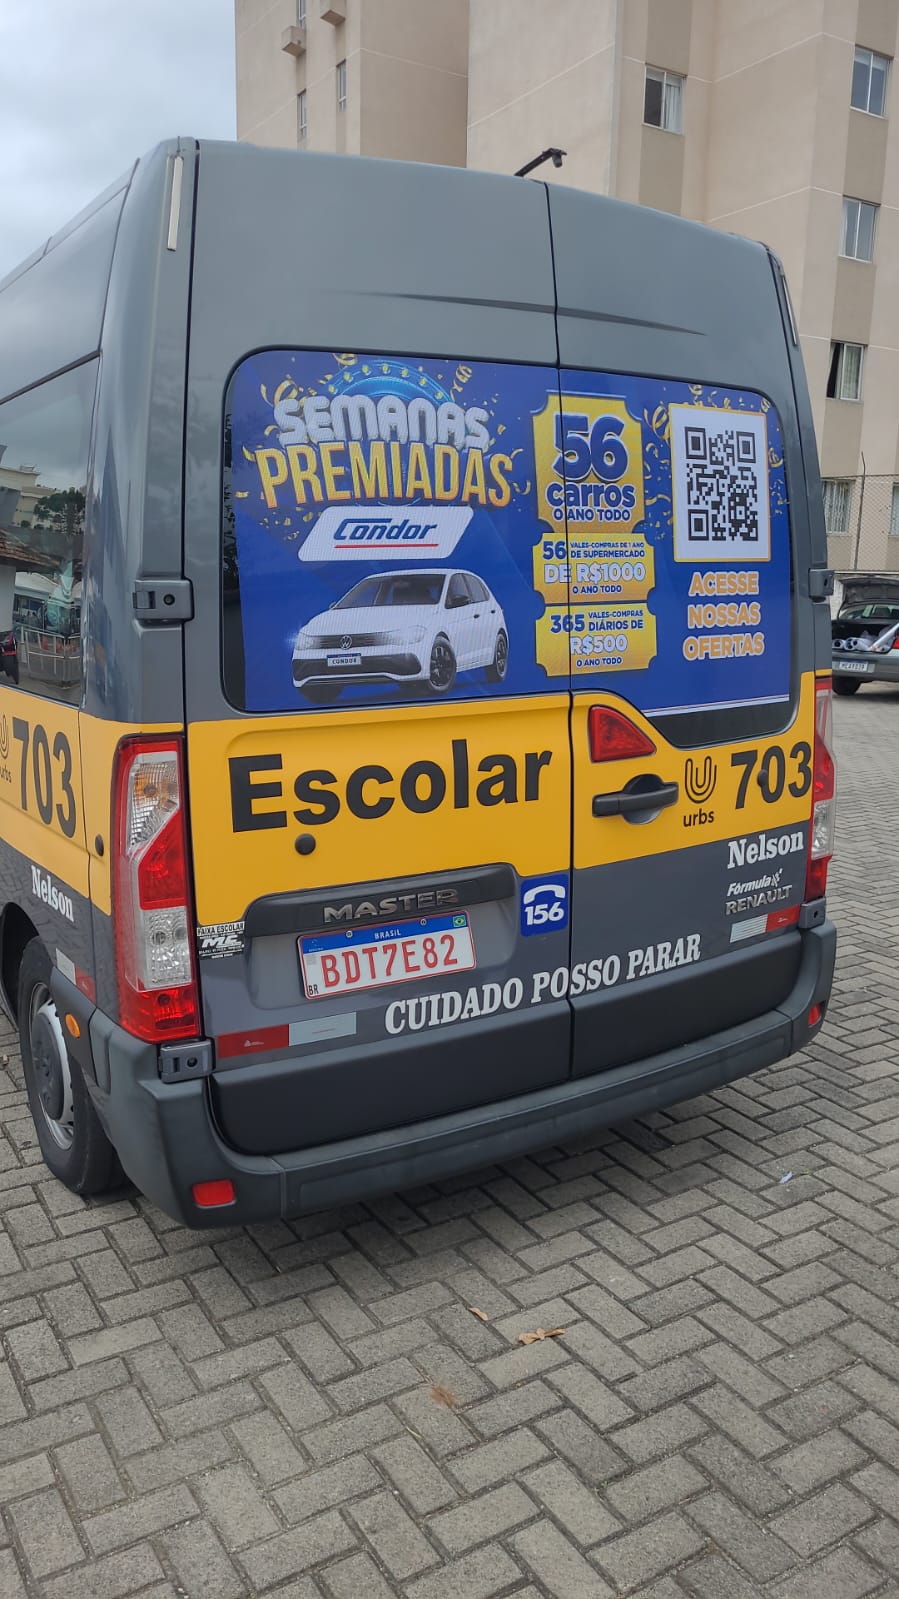 SEMANAS
PREMIADAS
Condor
CONDOR
56
carros
O ANO TODO
56 VALES-COMPRAS DE 1 ANO
DE SUPERMERCADO
DE R$1000
O ANO TODO
365 VALES-COMPRAS
DIÁRIOS DE
R$500
O ANO TODO
ACESSE
NOSSAS
OFERTAS
703
urbs
Nelson
Escolar
urbs
703
Nelson
Fórmula
RENAULT
MASTER
156
FAIXA ESCOLAR
BRASIL
BR
BDT7E82
CUIDADO POSSO PARAR